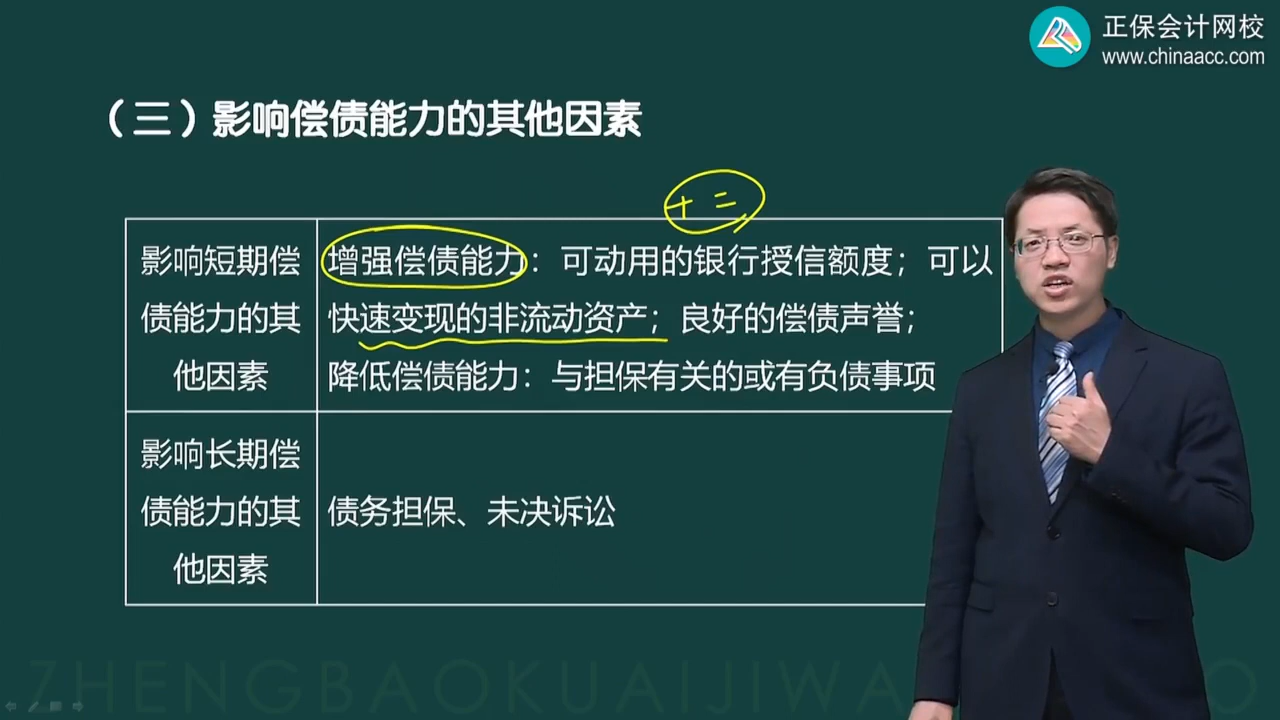 正保会计网校
www.chinaacc.com
（三）影响偿债能力的其他因素
十二
影响短期偿
债能力的其
他因素
增强偿债能力：可动用的银行授信额度；可以
快速变现的非流动资产；良好的偿债声誉；
降低偿债能力：与担保有关的或有负债事项
影响长期偿
债能力的其
他因素
债务担保、未决诉讼
ZHENGBAOKUAIJIWA